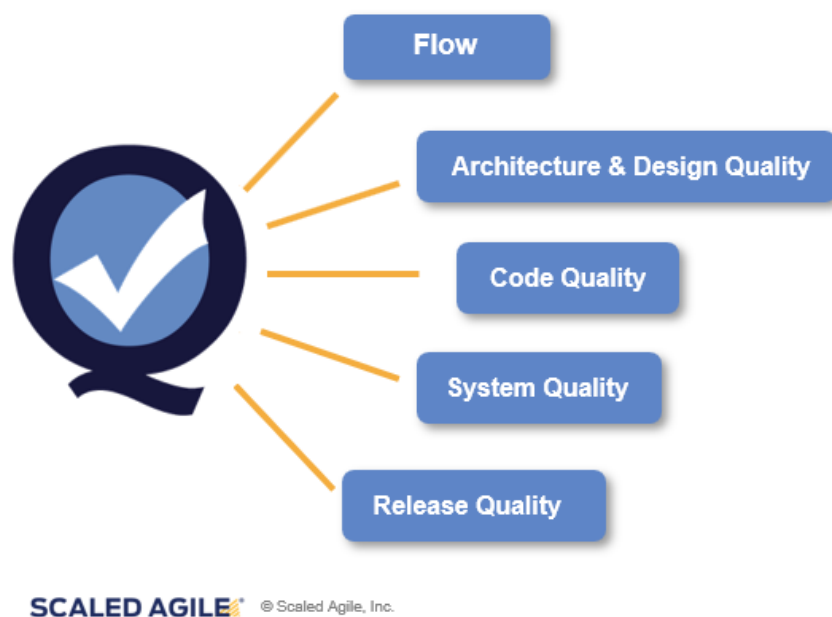 Flow
Architecture & Design Quality
Code Quality
System Quality
Release Quality
SCALED AGILE® © Scaled Agile, Inc.